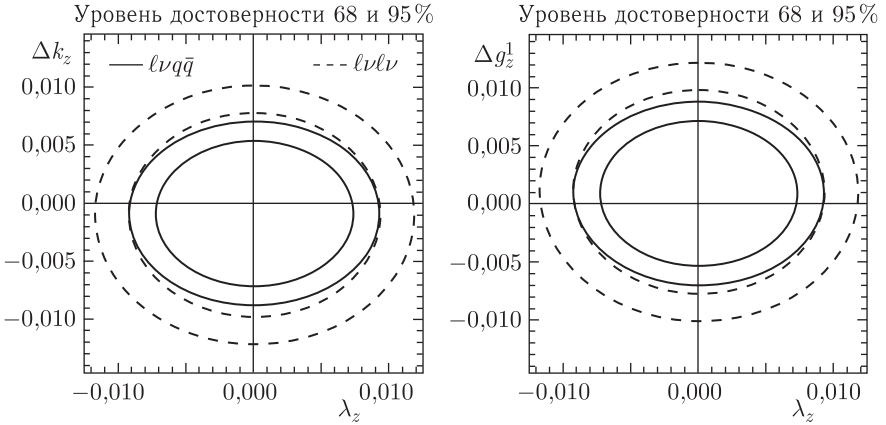 Уровень достоверности 68 и 95%
Δk_z
ℓνqq̄
ℓνℓν
0,010
0,005
0,000
−0,005
−0,010
−0,010
0,000
0,010
λ_z
Уровень достоверности 68 и 95%
Δg_z^1
0,010
0,005
0,000
−0,005
−0,010
−0,010
0,000
0,010
λ_z